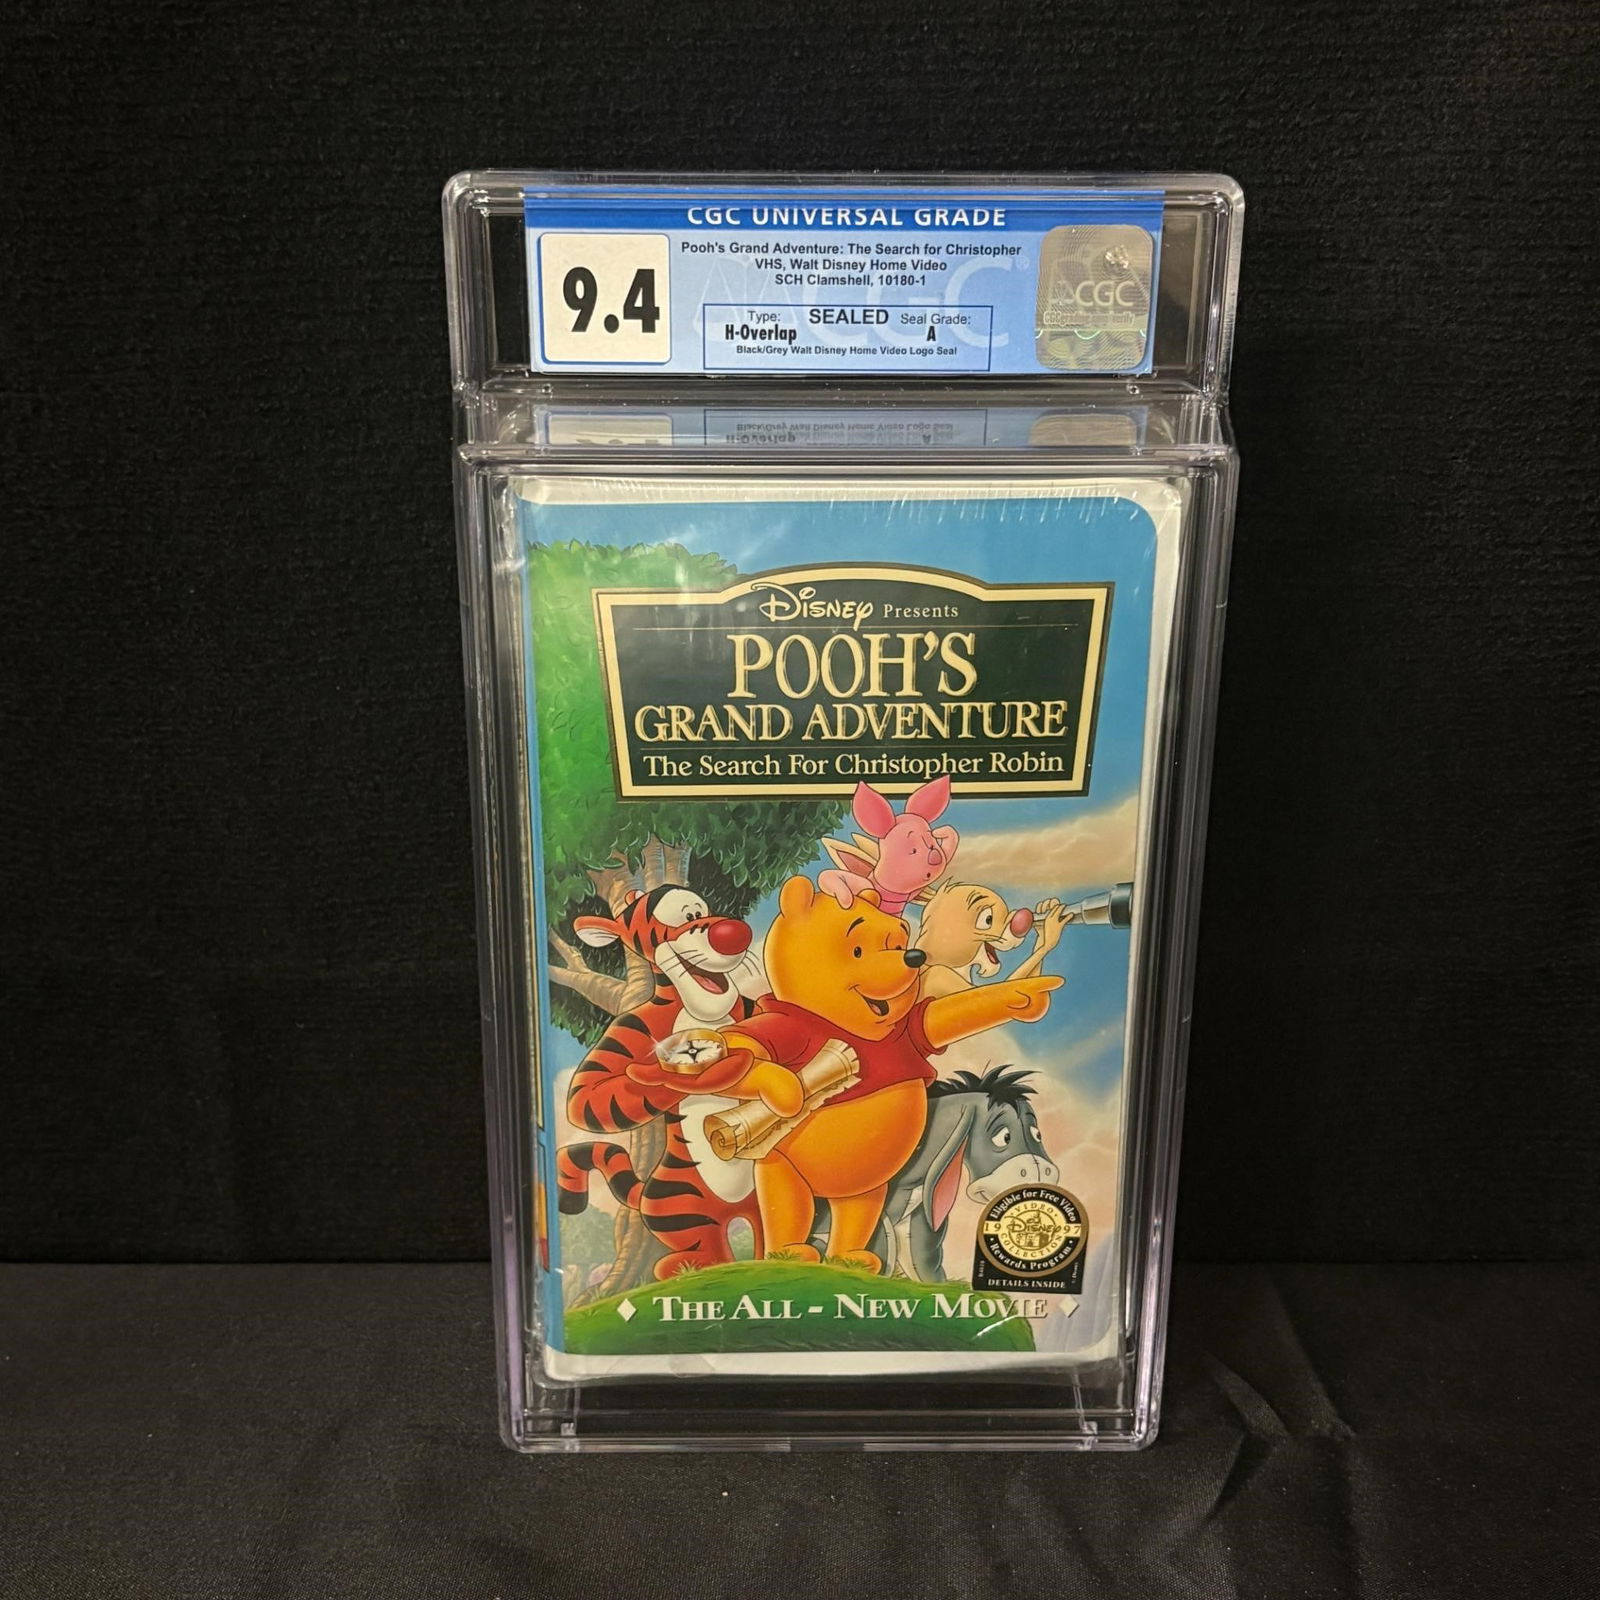 CGC UNIVERSAL GRADE
9.4
Pooh's Grand Adventure: The Search for Christopher
VHS, Walt Disney Home Video
SCH Clamshell, 10180-1
Type: SEALED Seal Grade:
H-Overlap A
Black/Grey Walt Disney Home Video Logo Seal
CGC
Disney Presents
POOH'S
GRAND ADVENTURE
The Search For Christopher Robin
Eligible for Free Video
VIDEO
1997
Disney
COLLECTION
Rewards Program
DETAILS INSIDE
THE ALL - NEW MOVIE